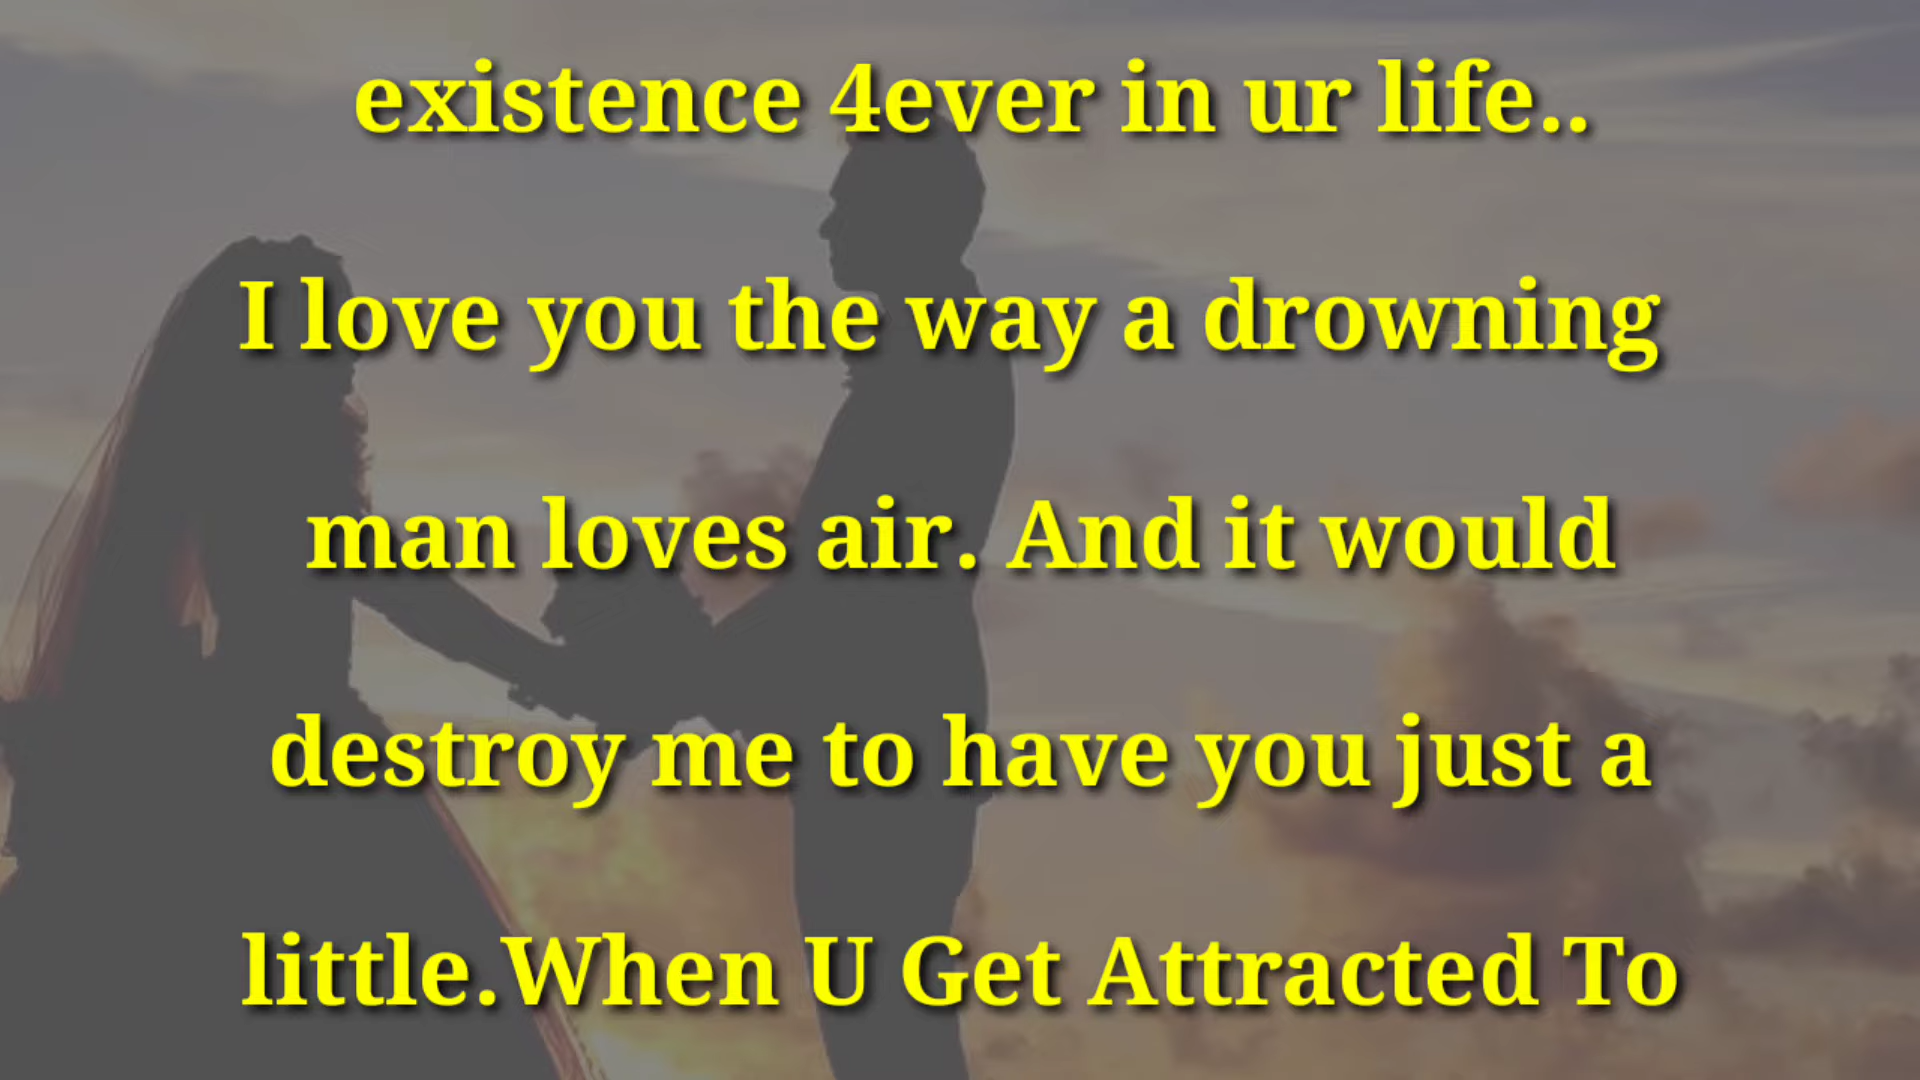 existence 4ever in ur life..
I love you the way a drowning
man loves air. And it would
destroy me to have you just a
little.When U Get Attracted To